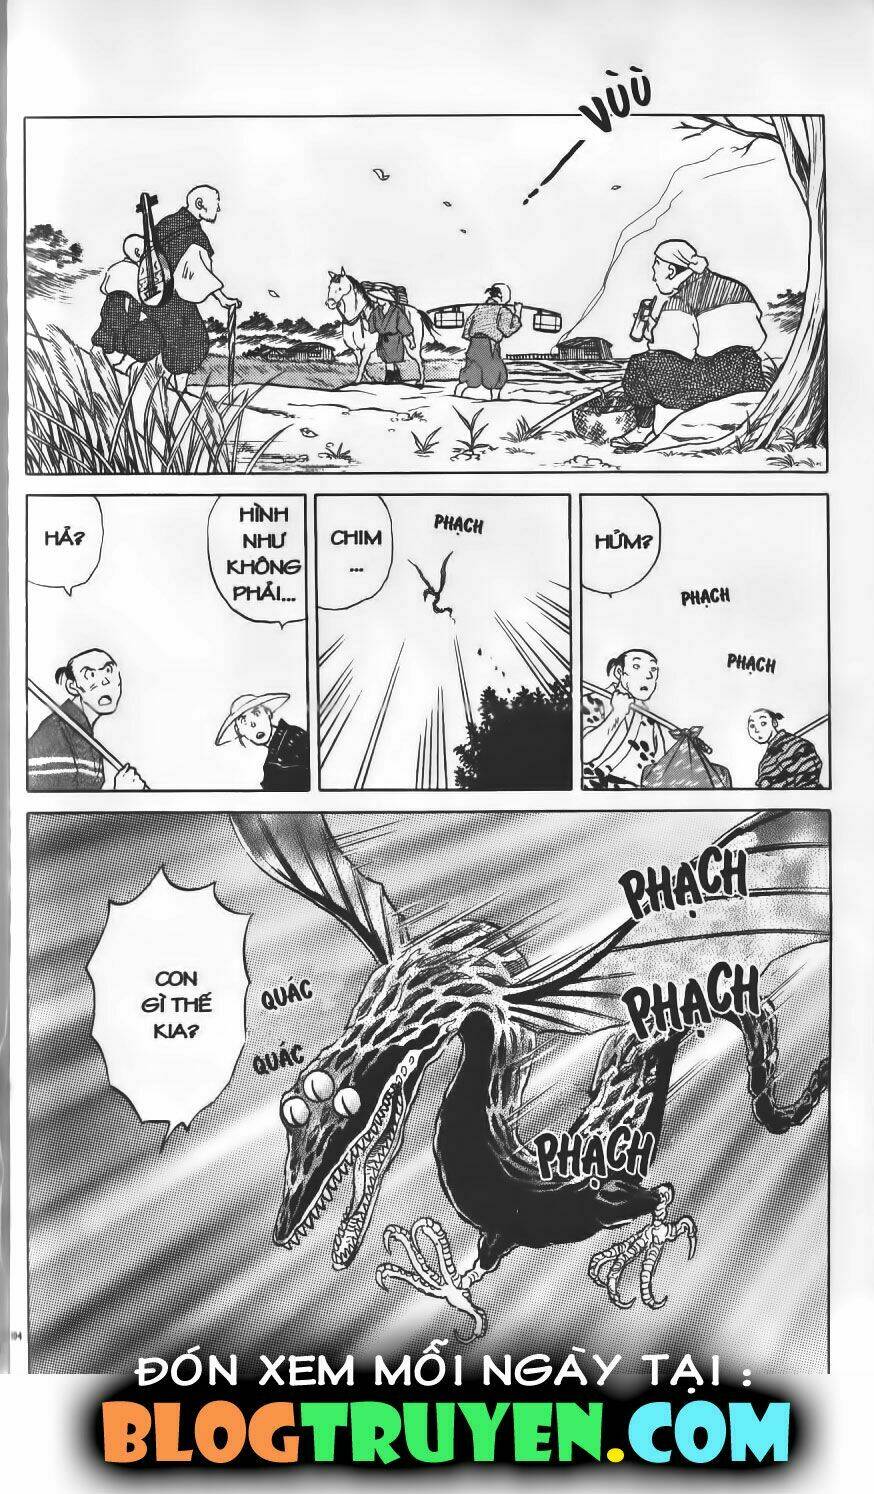 VÙÙ
HẢ?
HÌNH
NHƯ
KHÔNG
PHẢI...
CHIM
...
PHẠCH
HỬM?
PHẠCH
PHẠCH
CON
GÌ THẾ
KIA?
QUÁC
QUÁC
PHẠCH
PHẠCH
PHẠCH
ĐÓN XEM MỖI NGÀY TẠI :
BLOGTRUYEN.COM